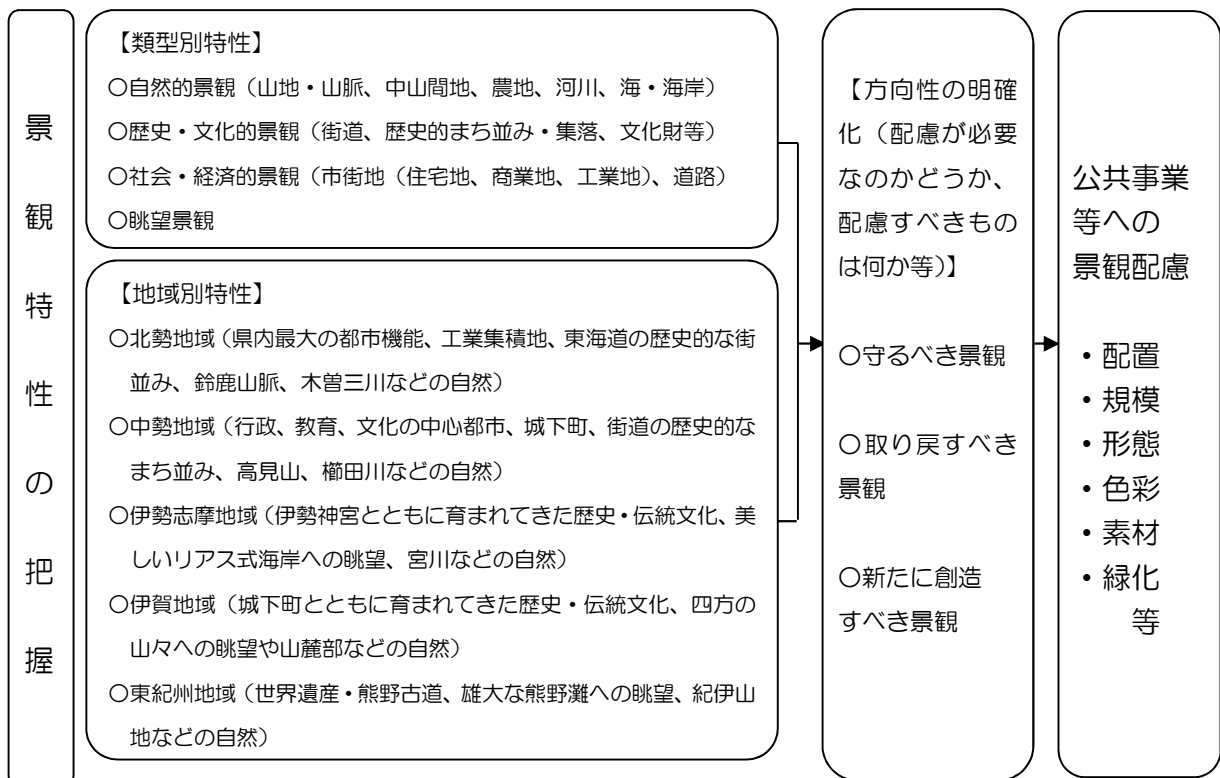 景観特性の把握
【類型別特性】
○自然的景観（山地・山脈、中山間地、農地、河川、海・海岸）
○歴史・文化的景観（街道、歴史的まち並み・集落、文化財等）
○社会・経済的景観（市街地（住宅地、商業地、工業地）、道路）
○眺望景観
【地域別特性】
○北勢地域（県内最大の都市機能、工業集積地、東海道の歴史的な街
並み、鈴鹿山脈、木曽三川などの自然）
○中勢地域（行政、教育、文化の中心都市、城下町、街道の歴史的な
まち並み、高見山、櫛田川などの自然）
○伊勢志摩地域（伊勢神宮とともに育まれてきた歴史・伝統文化、美
しいリアス式海岸への眺望、宮川などの自然）
○伊賀地域（城下町とともに育まれてきた歴史・伝統文化、四方の
山々への眺望や山麓部などの自然）
○東紀州地域（世界遺産・熊野古道、雄大な熊野灘への眺望、紀伊山
地などの自然）
【方向性の明確
化（配慮が必要
なのかどうか、
配慮すべきもの
は何か等）】
○守るべき景観
○取り戻すべき
景観
○新たに創造
すべき景観
公共事業
等への
景観配慮
・配置
・規模
・形態
・色彩
・素材
・緑化
等